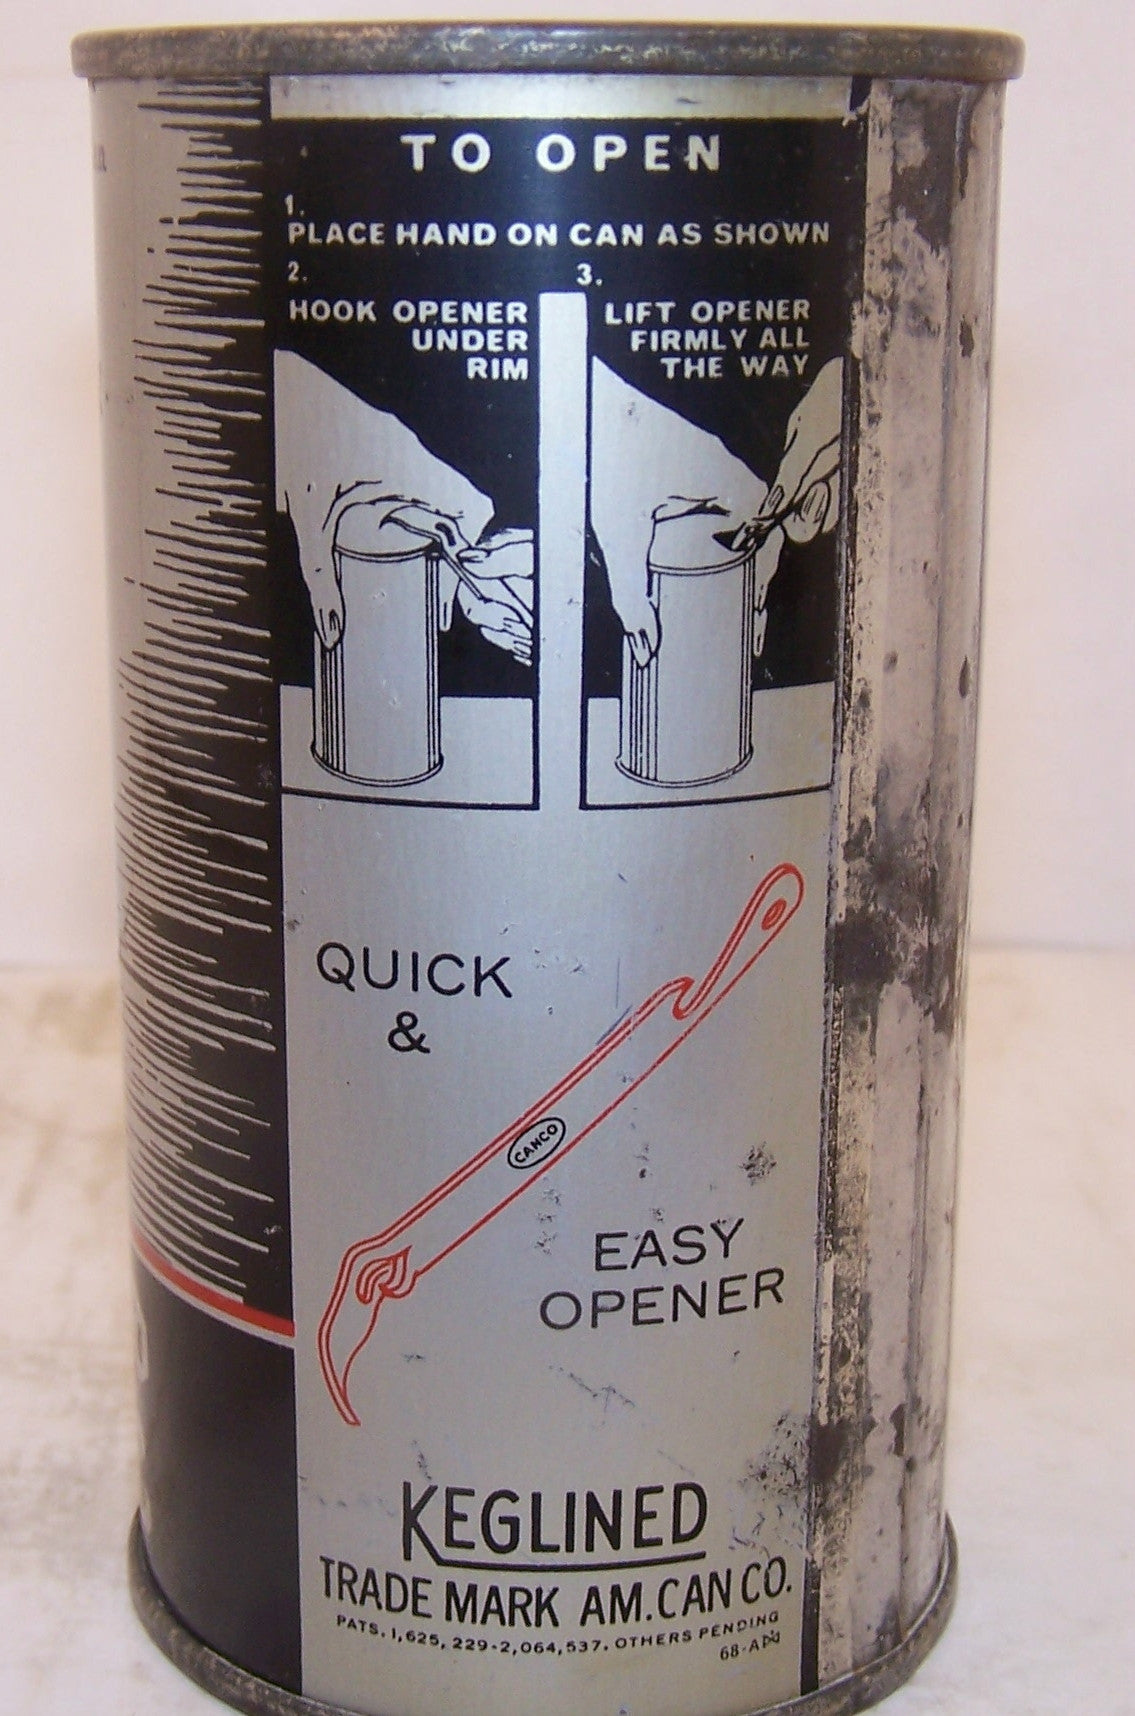 TO OPEN
1.
PLACE HAND ON CAN AS SHOWN
2.
HOOK OPENER
UNDER
RIM
3.
LIFT OPENER
FIRMLY ALL
THE WAY
QUICK
&
CANCO
EASY
OPENER
KEGLINED
TRADE MARK AM. CAN CO.
PATS. 1,625,229-2,064,537. OTHERS PENDING